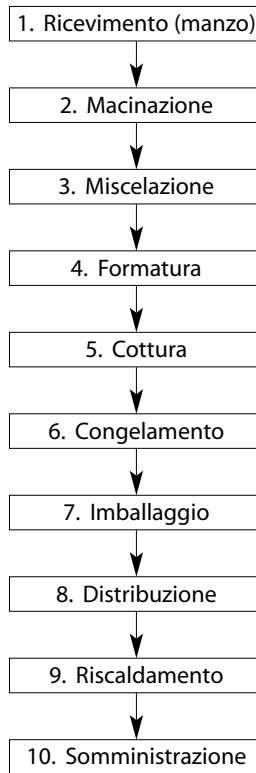 1. Ricevimento (manzo)
2. Macinazione
3. Miscelazione
4. Formatura
5. Cottura
6. Congelamento
7. Imballaggio
8. Distribuzione
9. Riscaldamento
10. Somministrazione